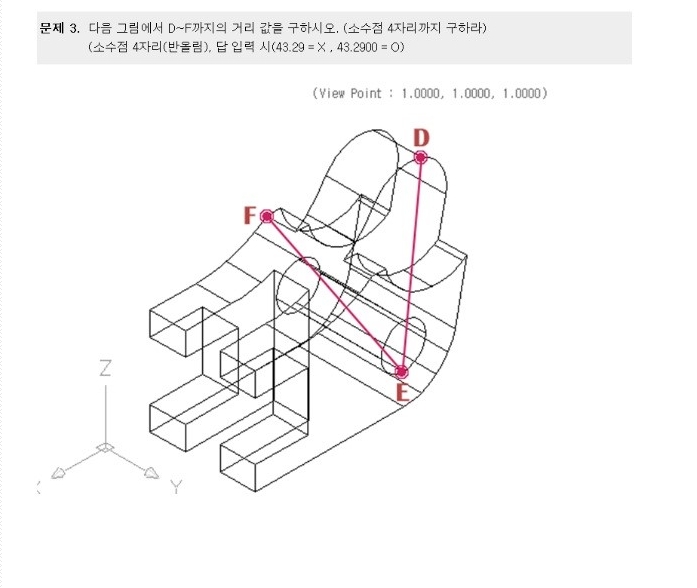 문제 3. 다음 그림에서 D~F까지의 거리 값을 구하시오. (소수점 4자리까지 구하라)
(소수점 4자리(반올림), 답 입력 시(43.29 = X , 43.2900 = O)
(View Point : 1.0000, 1.0000, 1.0000)
D
F
E
Z
Y